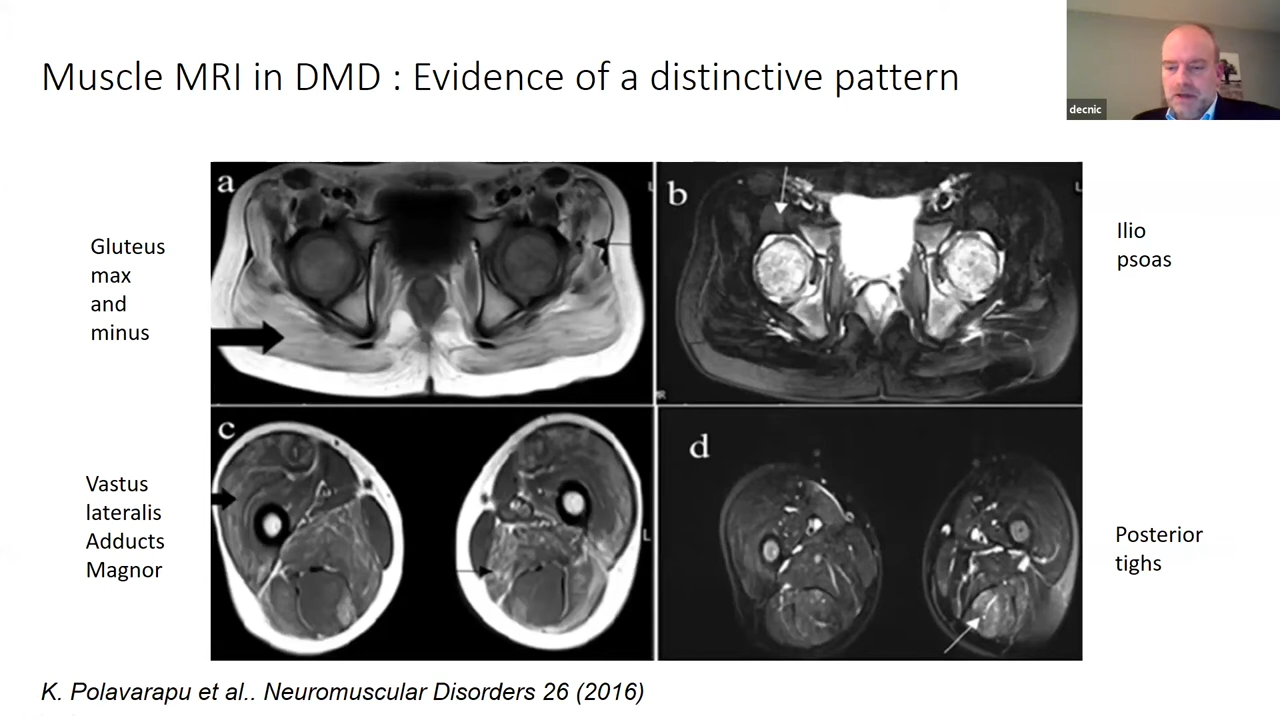 Muscle MRI in DMD : Evidence of a distinctive pattern
decnic
Gluteus
max
and
minus
a
L
b
L
R
Ilio
psoas
Vastus
lateralis
Adducts
Magnor
c
L
d
Posterior
tighs
K. Polavarapu et al.. Neuromuscular Disorders 26 (2016)